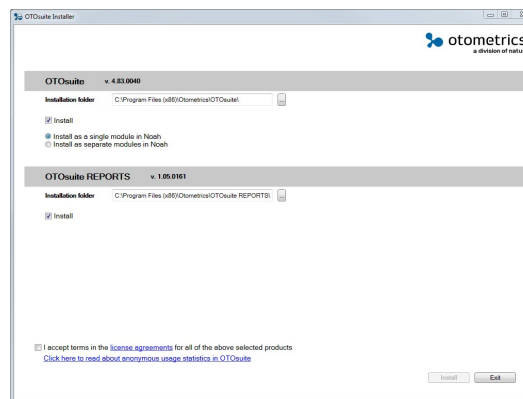 OTOsuite Installer
otometrics
a division of natu
OTOsuite v. 4.83.0040
Installation folder C:\Program Files (x86)\Otometrics\OTOsuite\ ...
Install
Install as a single module in Noah
Install as separate modules in Noah
OTOsuite REPORTS v. 1.05.0161
Installation folder C:\Program Files (x86)\Otometrics\OTOsuite REPORTS\ ...
Install
I accept terms in the license agreements for all of the above selected products
Click here to read about anonymous usage statistics in OTOsuite
Install Exit